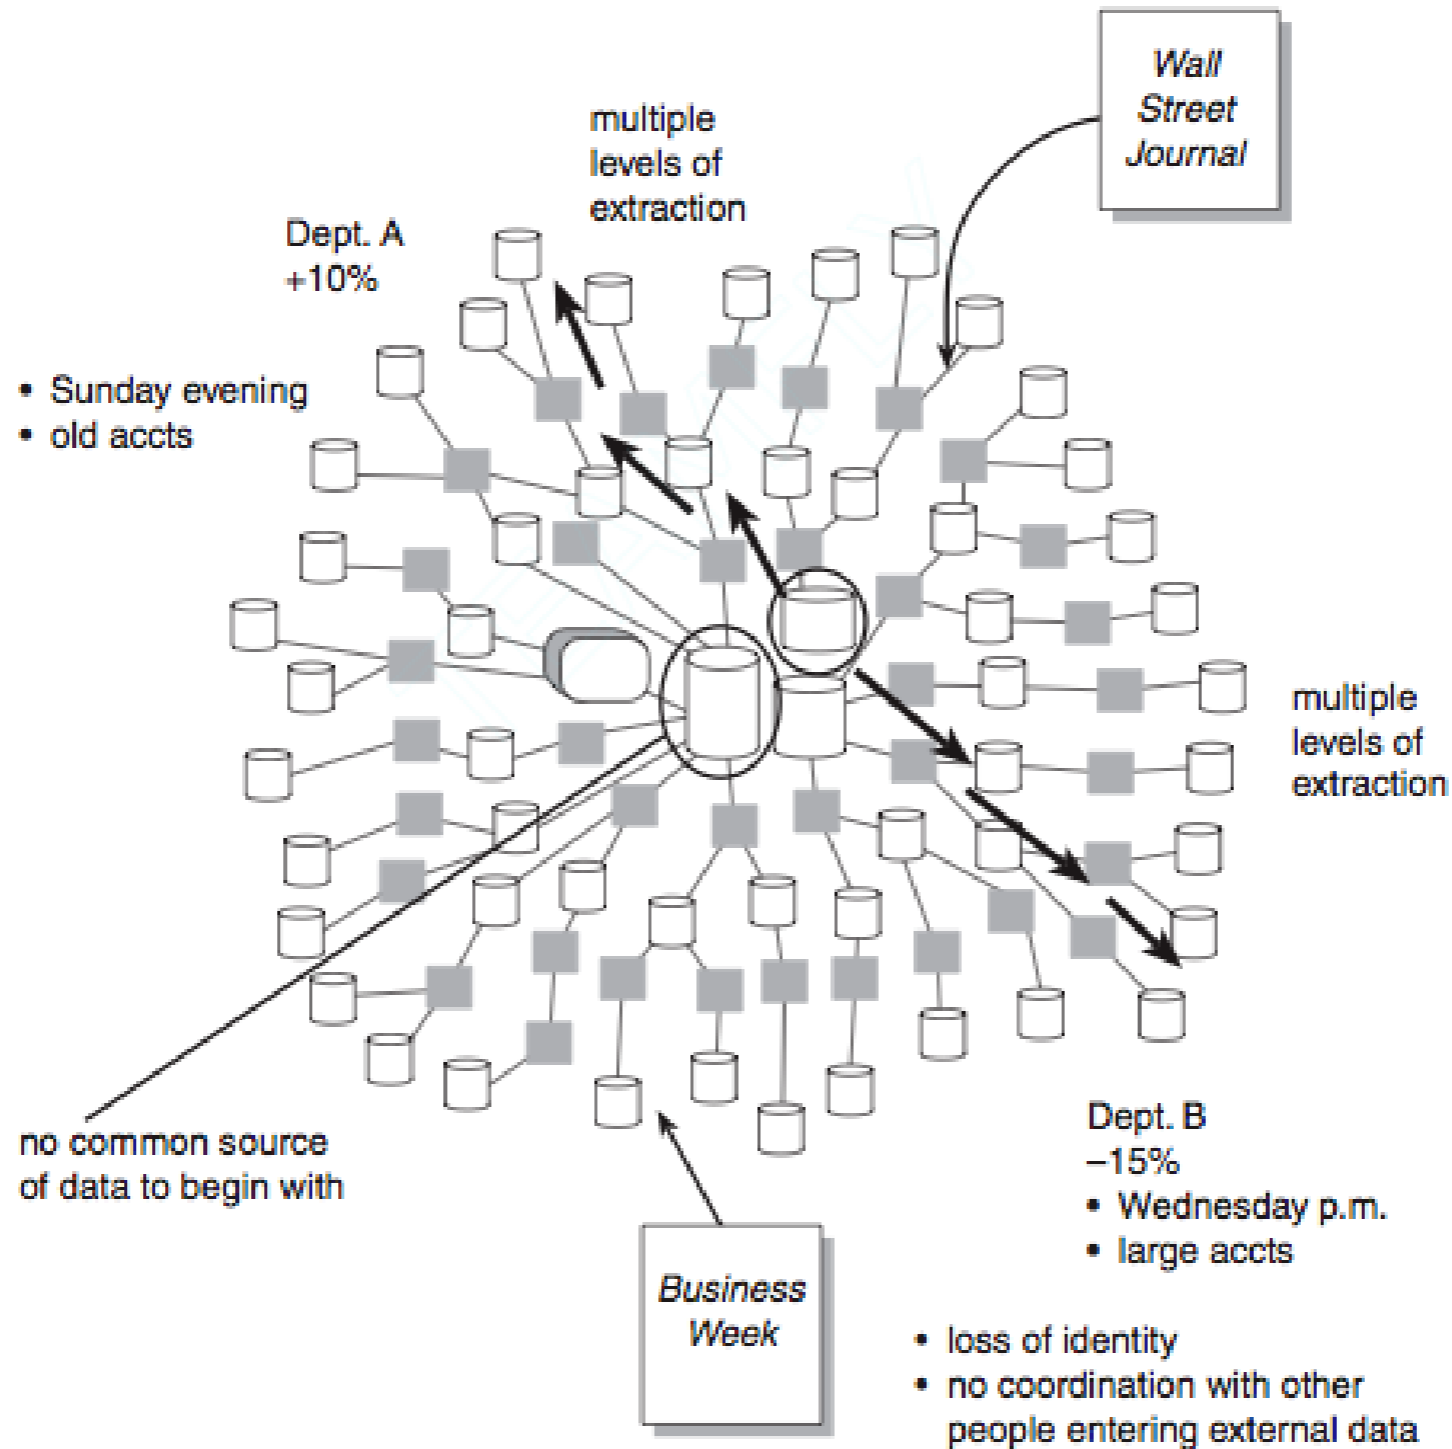 Wall
Street
Journal
multiple
levels of
extraction
Dept. A
+10%
• Sunday evening
• old accts
multiple
levels of
extraction
no common source
of data to begin with
Dept. B
–15%
• Wednesday p.m.
• large accts
Business
Week
• loss of identity
• no coordination with other
people entering external data